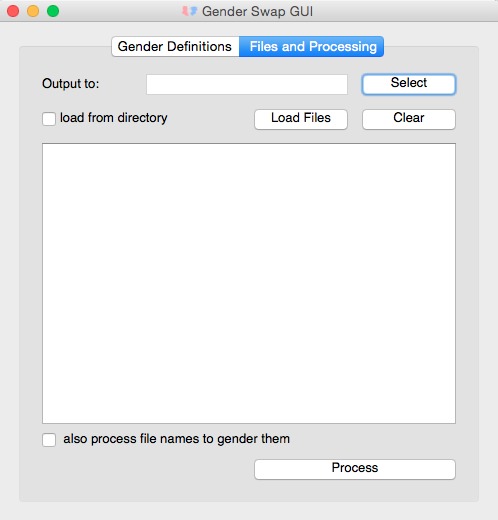 Gender Swap GUI
Gender Definitions Files and Processing
Output to: Select
load from directory Load Files Clear
also process file names to gender them
Process